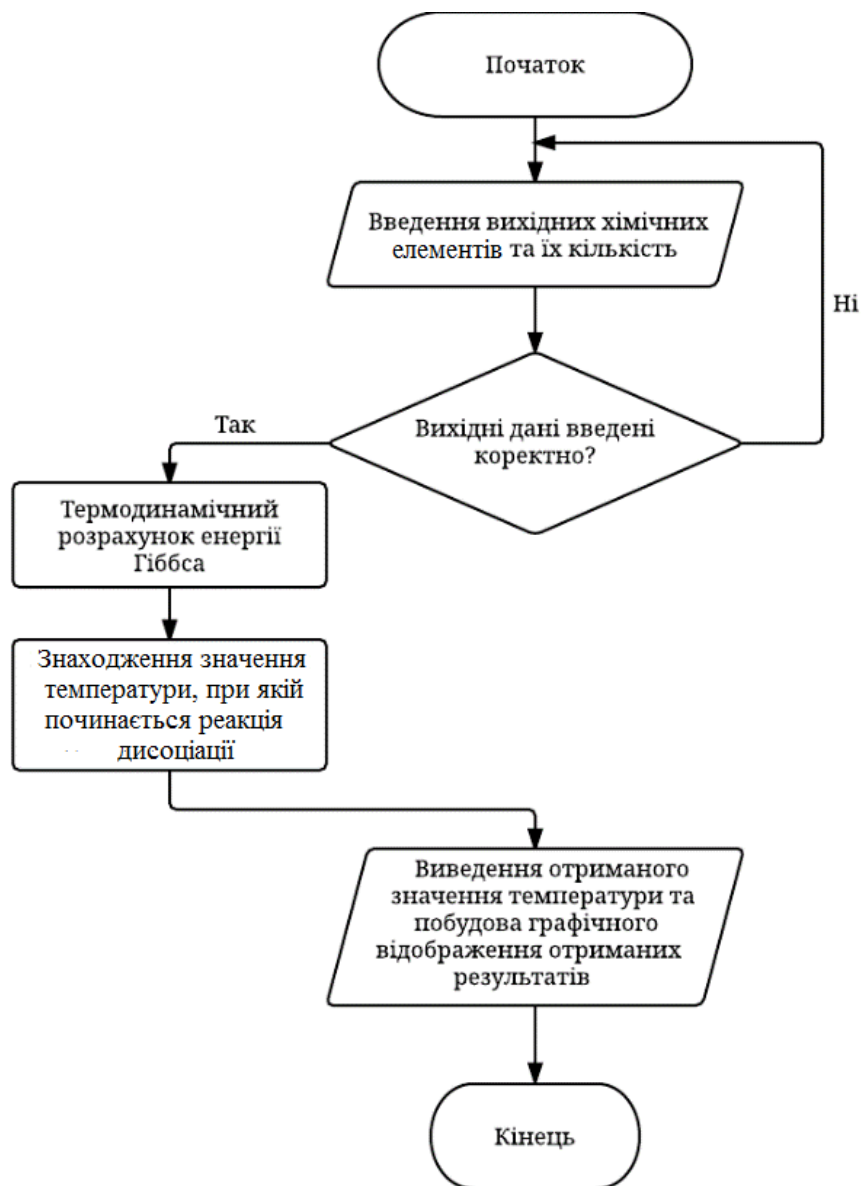 Початок
Введення вихідних хімічних
елементів та їх кількість
Ні
Вихідні дані введені
коректно?
Так
Термодинамічний
розрахунок енергії
Гіббса
Знаходження значення
температури, при якій
починається реакція
дисоціації
Виведення отриманого
значення температури та
побудова графічного
відображення отриманих
результатів
Кінець